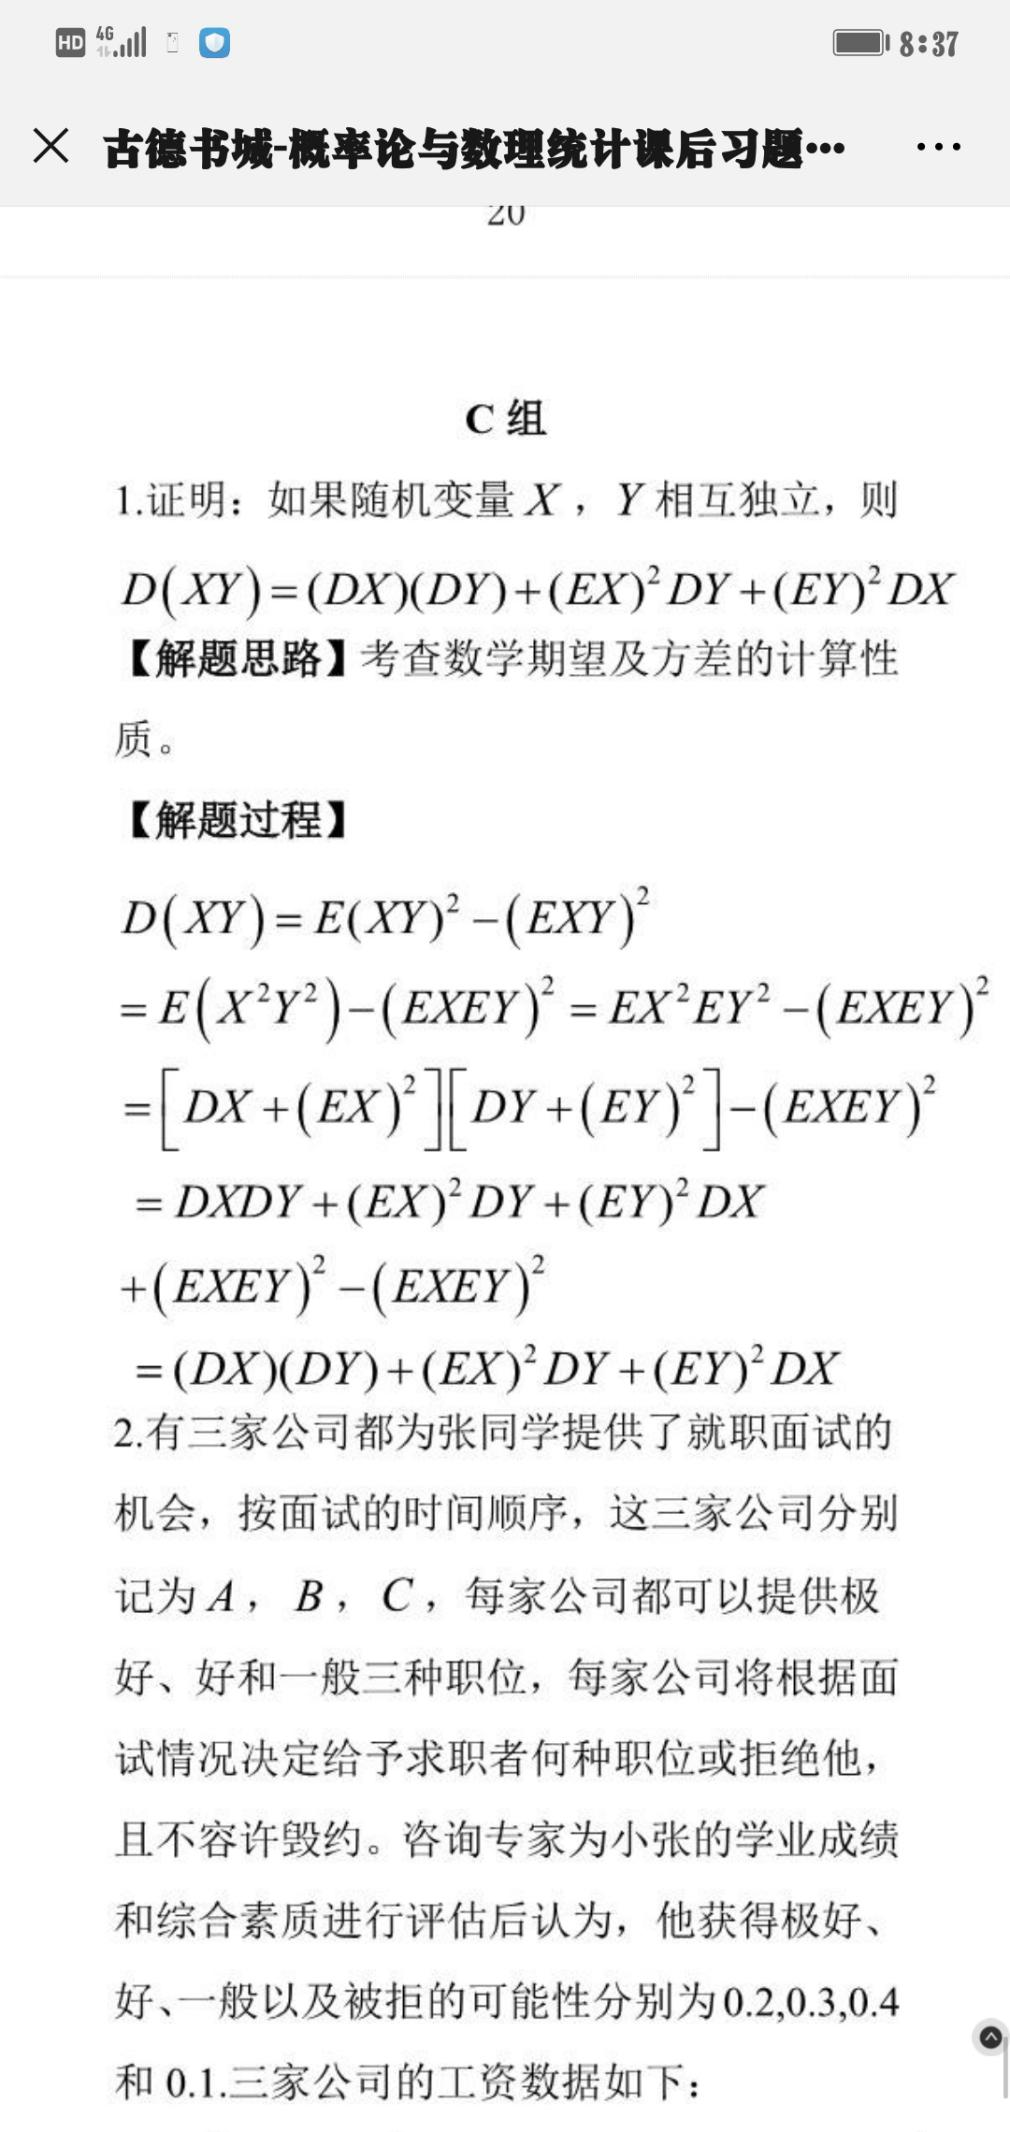 HD 4G 8:37
古德书城-概率论与数理统计课后习题…
20
C 组
1.证明：如果随机变量 X ，Y 相互独立，则
D(XY)=(DX)(DY)+(EX)²DY+(EY)²DX
【解题思路】考查数学期望及方差的计算性
质。
【解题过程】
D(XY)=E(XY)²−(EXY)²
=E(X²Y²)−(EXEY)²=EX²EY²−(EXEY)²
=[DX+(EX)²][DY+(EY)²]−(EXEY)²
=DXDY+(EX)²DY+(EY)²DX
+(EXEY)²−(EXEY)²
=(DX)(DY)+(EX)²DY+(EY)²DX
2.有三家公司都为张同学提供了就职面试的
机会，按面试的时间顺序，这三家公司分别
记为 A ， B ， C ，每家公司都可以提供极
好、好和一般三种职位，每家公司将根据面
试情况决定给予求职者何种职位或拒绝他，
且不容许毁约。咨询专家为小张的学业成绩
和综合素质进行评估后认为，他获得极好、
好、一般以及被拒的可能性分别为0.2,0.3,0.4
和 0.1.三家公司的工资数据如下：